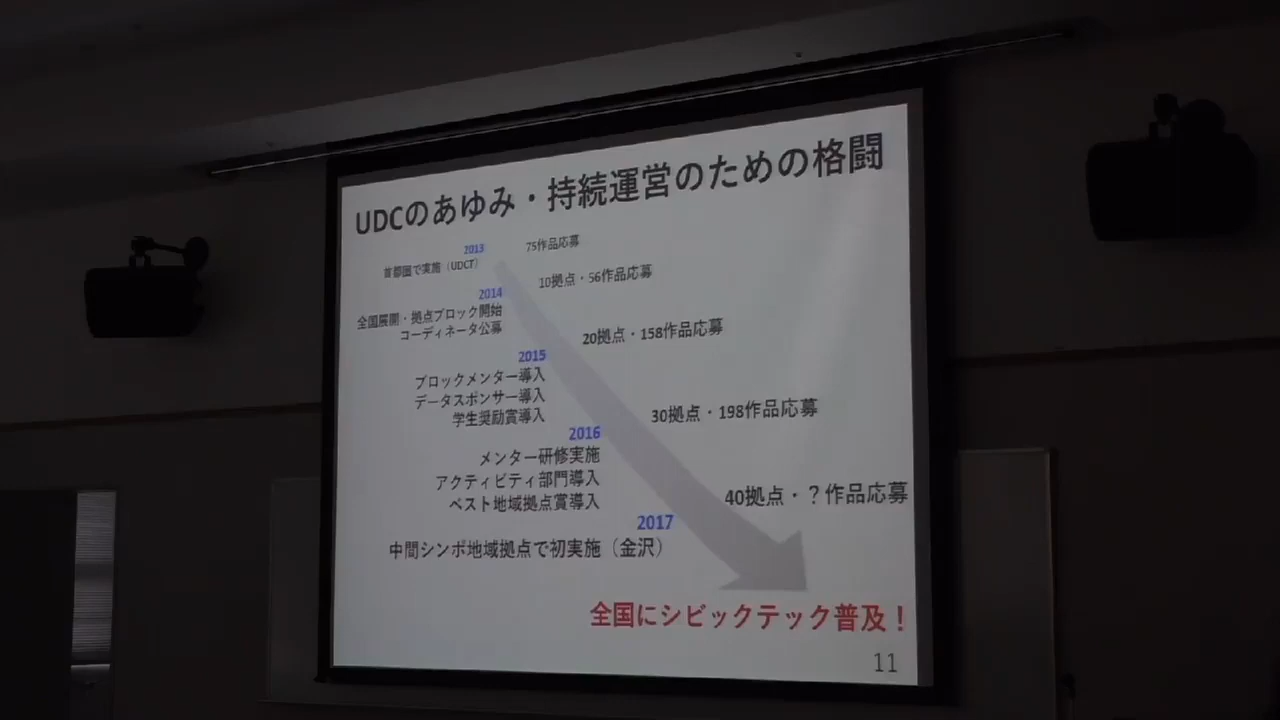 UDCのあゆみ・持続運営のための格闘
2013
首都圏で実施（UDCT）
75作品応募
2014
全国展開・拠点ブロック開始
コーディネータ公募
10拠点・56作品応募
2015
ブロックメンター導入
データスポンサー導入
学生奨励賞導入
20拠点・158作品応募
2016
メンター研修実施
アクティビティ部門導入
ベスト地域拠点賞導入
30拠点・198作品応募
2017
中間シンポ地域拠点で初実施（金沢）
40拠点・？作品応募
全国にシビックテック普及！
11